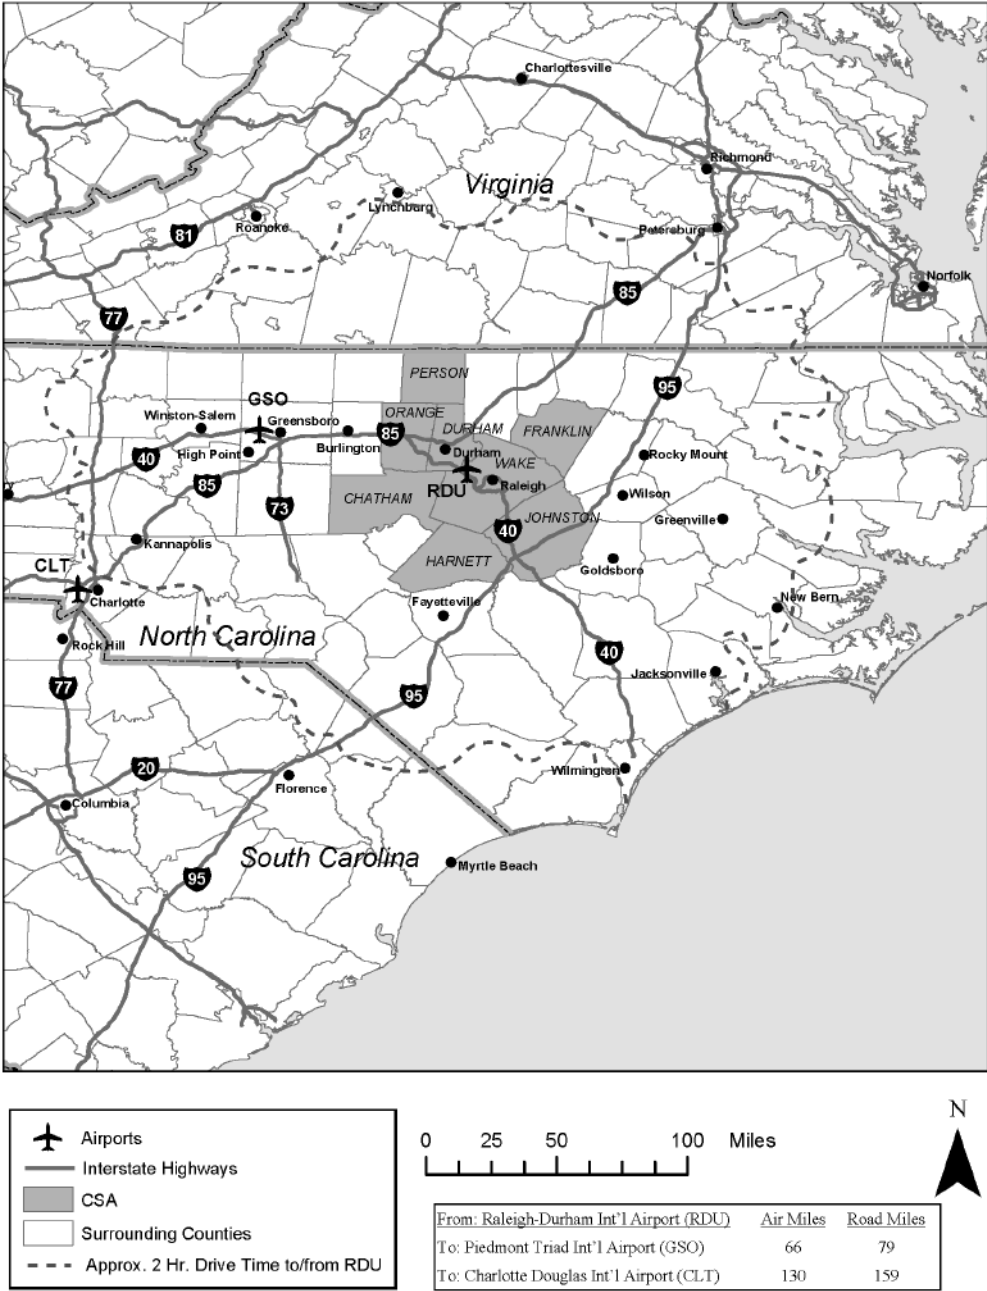 Charlottesville
Richmond
Virginia
Lynchburg
Roanoke
Petersburg
81
Norfolk
85
77
PERSON
95
GSO
Winston-Salem
Greensboro
ORANGE
DURHAM
FRANKLIN
85
Burlington
High Point
Durham
Rocky Mount
40
WAKE
85
RDU
Raleigh
CHATHAM
Wilson
73
JOHNSTON
Greenville
40
Kannapolis
HARNETT
CLT
Goldsboro
Charlotte
Fayetteville
New Bern
North Carolina
Rock Hill
40
Jacksonville
77
95
20
Wilmington
Florence
Columbia
South Carolina
Myrtle Beach
95
N
Airports
Interstate Highways
CSA
Surrounding Counties
Approx. 2 Hr. Drive Time to/from RDU
0 25 50 100 Miles
From: Raleigh-Durham Int'l Airport (RDU) Air Miles Road Miles
To: Piedmont Triad Int'l Airport (GSO) 66 79
To: Charlotte Douglas Int'l Airport (CLT) 130 159